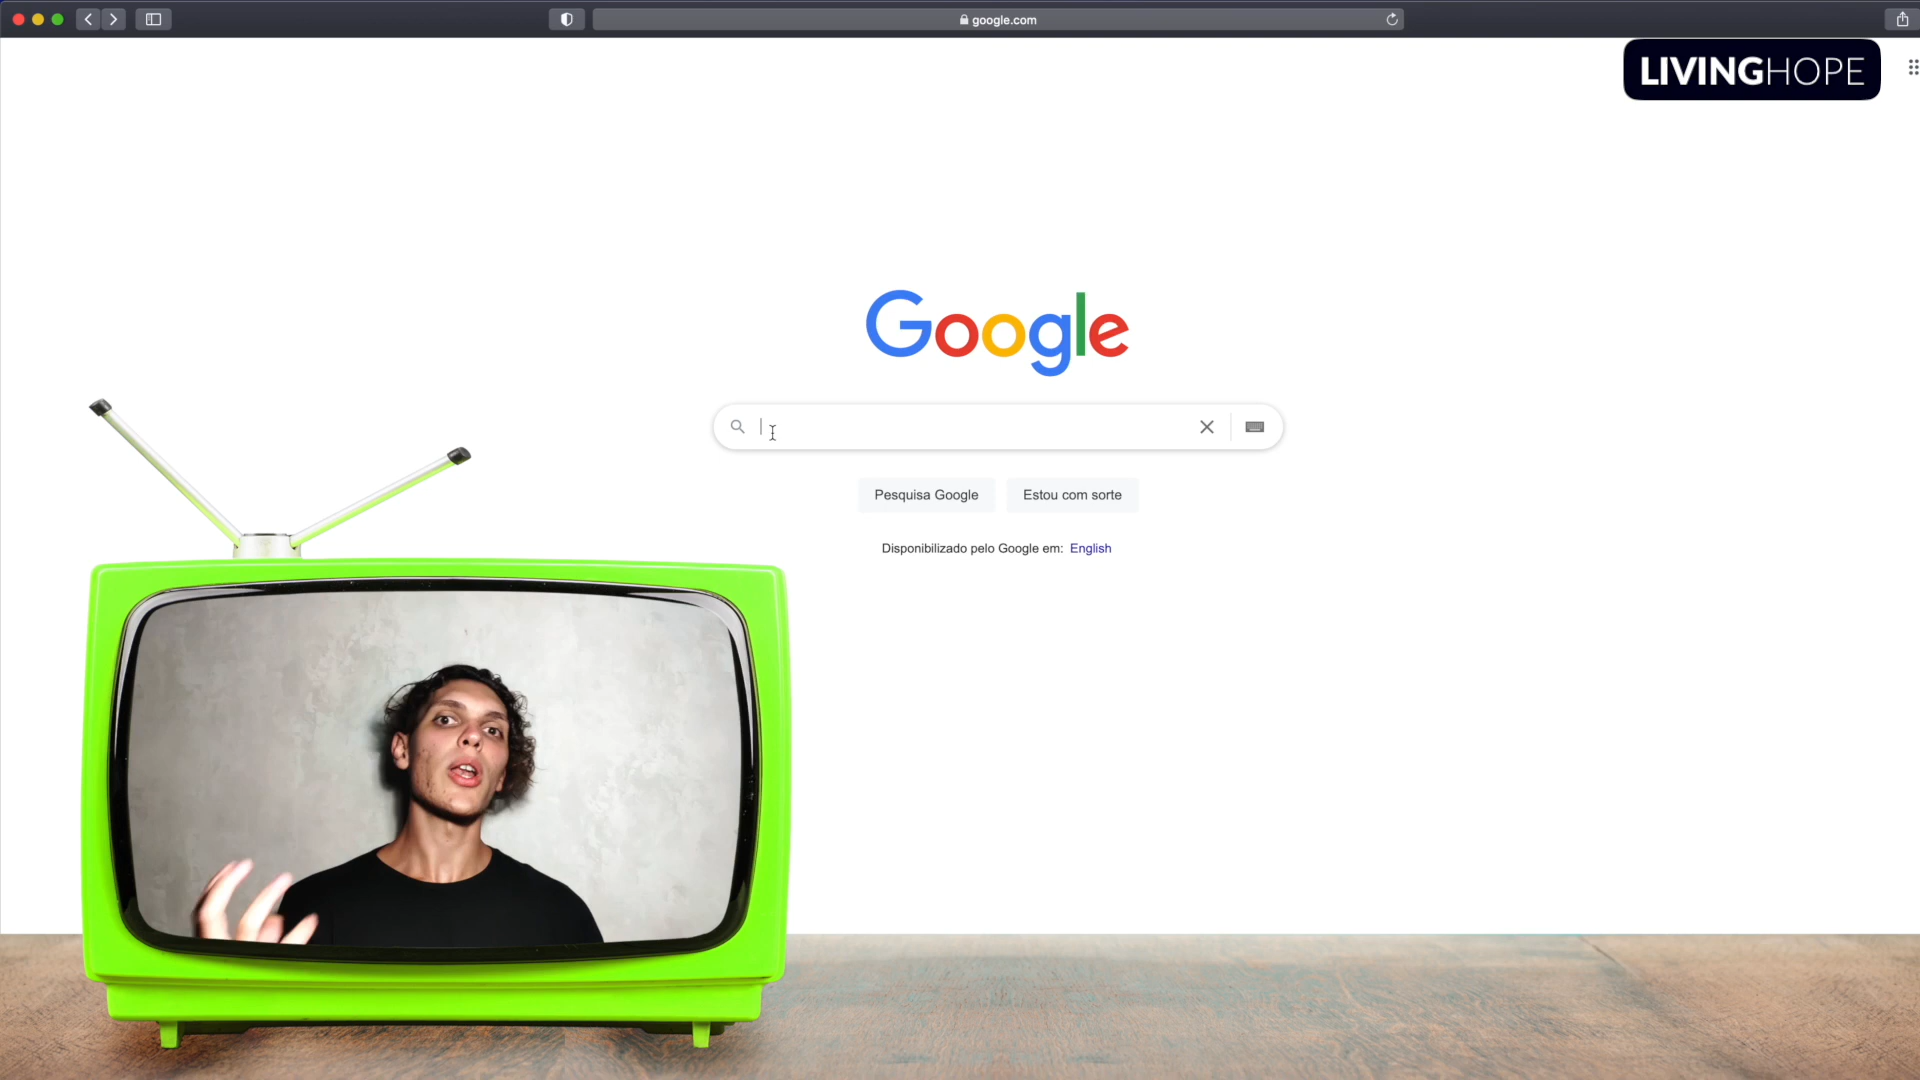 google.com
LIVINGHOPE
Google
Pesquisa Google
Estou com sorte
Disponibilizado pelo Google em: English